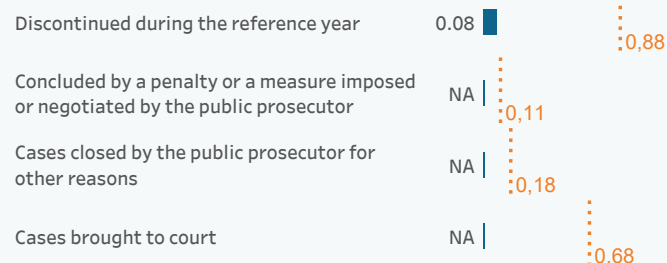 Discontinued during the reference year 0.08 0,88
Concluded by a penalty or a measure imposed
or negotiated by the public prosecutor NA 0,11
Cases closed by the public prosecutor for
other reasons NA 0,18
Cases brought to court NA 0,68